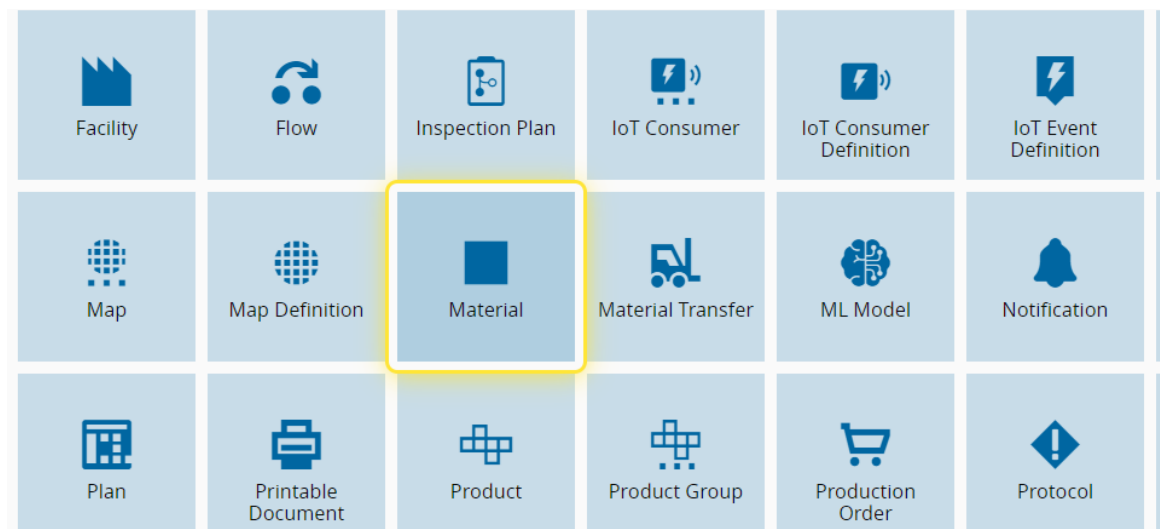 Facility
Flow
Inspection Plan
IoT Consumer
IoT Consumer
Definition
IoT Event
Definition
Map
Map Definition
Material
Material Transfer
ML Model
Notification
Plan
Printable
Document
Product
Product Group
Production
Order
Protocol